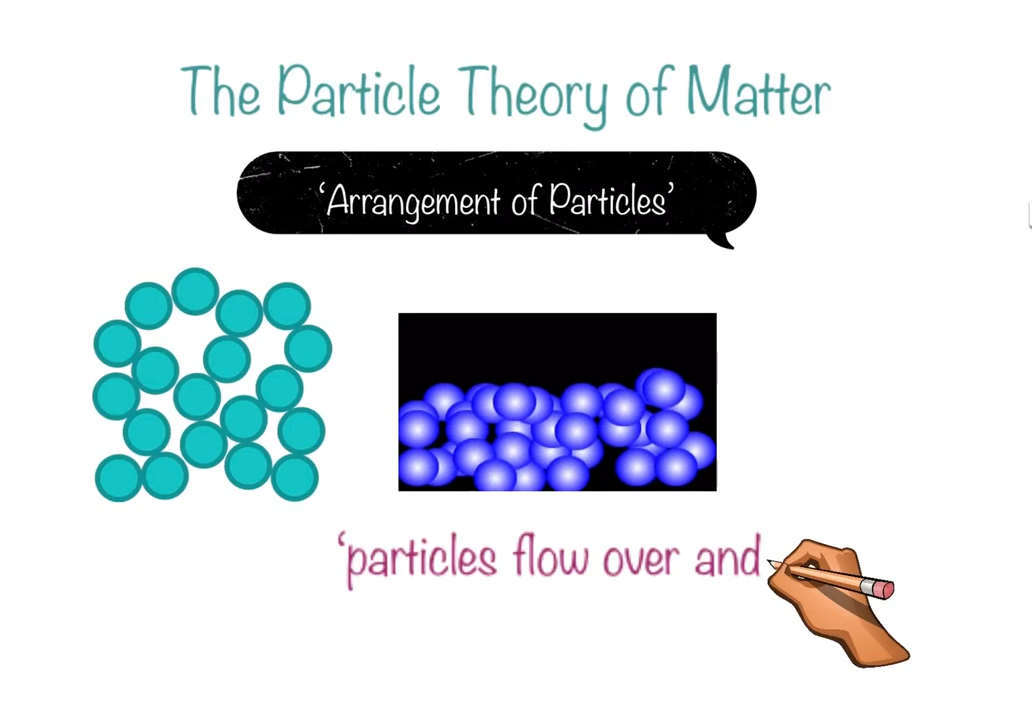 The Particle Theory of Matter
‘Arrangement of Particles’
‘particles flow over and